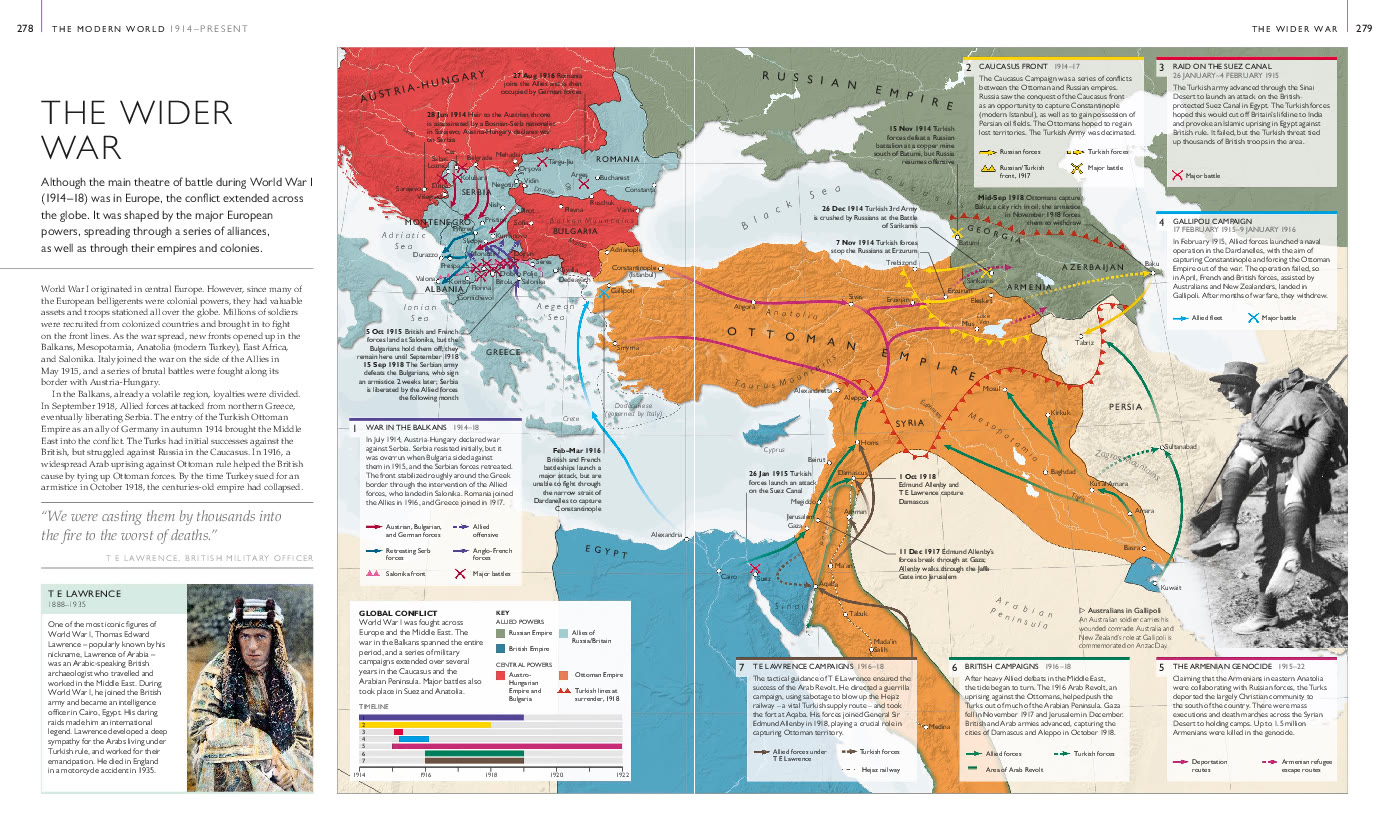 278
THE MODERN WORLD 1914–PRESENT
THE WIDER WAR
279
THE WIDER
WAR
Although the main theatre of battle during World War I
(1914–18) was in Europe, the conflict extended across
the globe. It was shaped by the major European
powers, spreading through a series of alliances,
as well as through their empires and colonies.
World War I originated in central Europe. However, since many of
the European belligerents were colonial powers, they had valuable
assets and troops stationed all over the globe. Millions of soldiers
were recruited from colonized countries and brought in to fight
on the front lines. As the war spread, new fronts opened up in the
Balkans, Mesopotamia, Anatolia (modern Turkey), East Africa,
and Salonika. Italy joined the war on the side of the Allies in
May 1915, and a series of brutal battles were fought along its
border with Austria-Hungary.
In the Balkans, already a volatile region, loyalties were divided.
In September 1918, Allied forces attacked from northern Greece,
eventually liberating Serbia. The entry of the Turkish Ottoman
Empire as an ally of Germany in autumn 1914 brought the Middle
East into the conflict. The Turks had initial successes against the
British, but struggled against Russia in the Caucasus. In 1916, a
widespread Arab uprising against Ottoman rule helped the British
cause by tying up Ottoman forces. By the time Turkey sued for an
armistice in October 1918, the centuries-old empire had collapsed.
“We were casting them by thousands into
the fire to the worst of deaths.”
T E LAWRENCE, BRITISH MILITARY OFFICER
T E LAWRENCE
1888–1935
One of the most iconic figures of
World War I, Thomas Edward
Lawrence – popularly known by his
nickname, Lawrence of Arabia –
was an Arabic-speaking British
archaeologist who travelled and
worked in the Middle East. During
World War I, he joined the British
army and became an intelligence
officer in Cairo, Egypt. His daring
raids made him an international
legend. Lawrence developed a deep
sympathy for the Arabs living under
Turkish rule, and worked for their
emancipation. He died in England
in a motorcycle accident in 1935.
AUSTRIA-HUNGARY
27 Aug 1916 Romania
joins the Allies and is then
occupied by German forces
28 Jun 1914 Heir to the Austrian throne
is assassinated by a Bosnian-Serb nationalist
in Sarajevo; Austria-Hungary declares war
on Serbia
RUSSIAN EMPIRE
15 Nov 1914 Turkish
forces defeat a Russian
battalion at a copper mine
south of Batumi, but Russia
resumes offensive
2 CAUCASUS FRONT 1914–17
The Caucasus Campaign was a series of conflicts
between the Ottoman and Russian empires.
Russia saw the conquest of the Caucasus front
as an opportunity to capture Constantinople
(modern Istanbul), as well as to gain possession of
Persian oil fields. The Ottomans hoped to regain
lost territories. The Turkish Army was decimated.
Russian forces
Turkish forces
Russian/Turkish
front, 1917
Major battle
3 RAID ON THE SUEZ CANAL
26 JANUARY–4 FEBRUARY 1915
The Turkish army advanced through the Sinai
Desert to launch an attack on the British-
protected Suez Canal in Egypt. The Turkish forces
hoped this would cut off Britain's lifeline to India
and provoke an Islamic uprising in Egypt against
British rule. It failed, but the Turkish threat tied
up thousands of British troops in the area.
Major battle
4 GALLIPOLI CAMPAIGN
17 FEBRUARY 1915–9 JANUARY 1916
In February 1915, Allied forces launched a naval
operation in the Dardanelles, with the aim of
capturing Constantinople and forcing the Ottoman
Empire out of the war. The operation failed, so
in April, French and British forces, assisted by
Australians and New Zealanders, landed in
Gallipoli. After months of warfare, they withdrew.
Allied fleet
Major battle
Mid-Sep 1918 Ottomans capture
Baku, a city rich in oil; the armistice
in November 1918 forces
them to withdraw
26 Dec 1914 Turkish 3rd Army
is crushed by Russians at the Battle
of Sarikamis
7 Nov 1914 Turkish forces
stop the Russians at Erzurum
Black Sea
Caucasus
GEORGIA
AZERBAIJAN
ARMENIA
Baku
Batumi
Trebizond
Sarikamis
Erzurum
Erzinjan
Eleskirt
Mus
Tabriz
ROMANIA
Belgrade
Sabac
Kolubara
Orsova
Vidin
Negotin
Targu-Jiu
Arges
Bucharest
Constanta
Ruschuk
Varna
Plevna
Danube
Balkan Mountains
SERBIA
Sarajevo
Visegrad
Nish
MONTENEGRO
BULGARIA
Adriatic
Sea
Durazzo
Valona
ALBANIA
Florina
Gornichevo
Dobro Polje
Bitola
Salonika
Seres
Dedeagach
Adrianople
Constantinople
(Istanbul)
Gallipoli
Ionian
Sea
Aegean
Sea
GREECE
Smyrna
Crete
Dodecanese
(governed by Italy)
Angora
Anatolia
Sivas
OTTOMAN EMPIRE
Taurus Mountains
Alexandretta
Aleppo
Mosul
Kirkuk
PERSIA
SYRIA
Euphrates
Mesopotamia
Sultanabad
Zagros Mountains
Baghdad
Kut al Amara
Tigris
Amara
Basra
Kuwait
Cyprus
Homs
Beirut
Damascus
Megiddo
Jerusalem
Gaza
Amman
Ma'an
Aqaba
Tabuk
Mada'in
Salih
Medina
Alexandria
EGYPT
Cairo
Suez
Sinai
Arabian
Peninsula
5 Oct 1915 British and French
forces land at Salonika, but the
Bulgarians hold them off; they
remain here until September 1918
15 Sep 1918 The Serbian army
defeats the Bulgarians, who sign
an armistice 2 weeks later; Serbia
is liberated by the Allied forces
the following month
1 WAR IN THE BALKANS 1914–18
In July 1914, Austria-Hungary declared war
against Serbia. Serbia resisted initially, but it
was overrun when Bulgaria sided against
them in 1915, and the Serbian forces retreated.
The front stabilized roughly around the Greek
border through the intervention of the Allied
forces, who landed in Salonika. Romania joined
the Allies in 1916, and Greece joined in 1917.
Austrian, Bulgarian,
and German forces
Allied
offensive
Retreating Serb
forces
Anglo-French
forces
Salonika front
Major battles
Feb–Mar 1916
British and French
battleships launch a
major attack, but are
unable to fight through
the narrow strait of
Dardanelles to capture
Constantinople
26 Jan 1915 Turkish
forces launch an attack
on the Suez Canal
1 Oct 1918
Edmund Allenby and
T E Lawrence capture
Damascus
11 Dec 1917 Edmund Allenby's
forces break through at Gaza;
Allenby walks through the Jaffa
Gate into Jerusalem
GLOBAL CONFLICT
World War I was fought across
Europe and the Middle East. The
war in the Balkans spanned the entire
period, and a series of military
campaigns extended over several
years in the Caucasus and the
Arabian Peninsula. Major battles also
took place in Suez and Anatolia.
KEY
ALLIED POWERS
Russian Empire
Allies of
Russia/Britain
British Empire
CENTRAL POWERS
Austro-
Hungarian
Empire and
Bulgaria
Ottoman Empire
Turkish lines at
surrender, 1918
TIMELINE
1
2
3
4
5
6
7
1914
1916
1918
1920
1922
7 T E LAWRENCE CAMPAIGNS 1916–18
The tactical guidance of T E Lawrence ensured the
success of the Arab Revolt. He directed a guerrilla
campaign, using sabotage to blow up the Hejaz
railway – a vital Turkish supply route – and took
the fort at Aqaba. His forces joined General Sir
Edmund Allenby in 1918, playing a crucial role in
capturing Ottoman territory.
Allied forces under
T E Lawrence
Turkish forces
Hejaz railway
6 BRITISH CAMPAIGNS 1916–18
After heavy Allied defeats in the Middle East,
the tide began to turn. The 1916 Arab Revolt, an
uprising against the Ottomans, helped push the
Turks out of much of the Arabian Peninsula. Gaza
fell in November 1917 and Jerusalem in December.
British and Arab armies advanced, capturing the
cities of Damascus and Aleppo in October 1918.
Allied forces
Turkish forces
Area of Arab Revolt
5 THE ARMENIAN GENOCIDE 1915–22
Claiming that the Armenians in eastern Anatolia
were collaborating with Russian forces, the Turks
deported the largely Christian community to
the south of the country. There were mass
executions and death marches across the Syrian
Desert to holding camps. Up to 1.5 million
Armenians were killed in the genocide.
Deportation
routes
Armenian refugee
escape routes
▷ Australians in Gallipoli
An Australian soldier carries his
wounded comrade. Australia and
New Zealand's role at Gallipoli is
commemorated on Anzac Day.